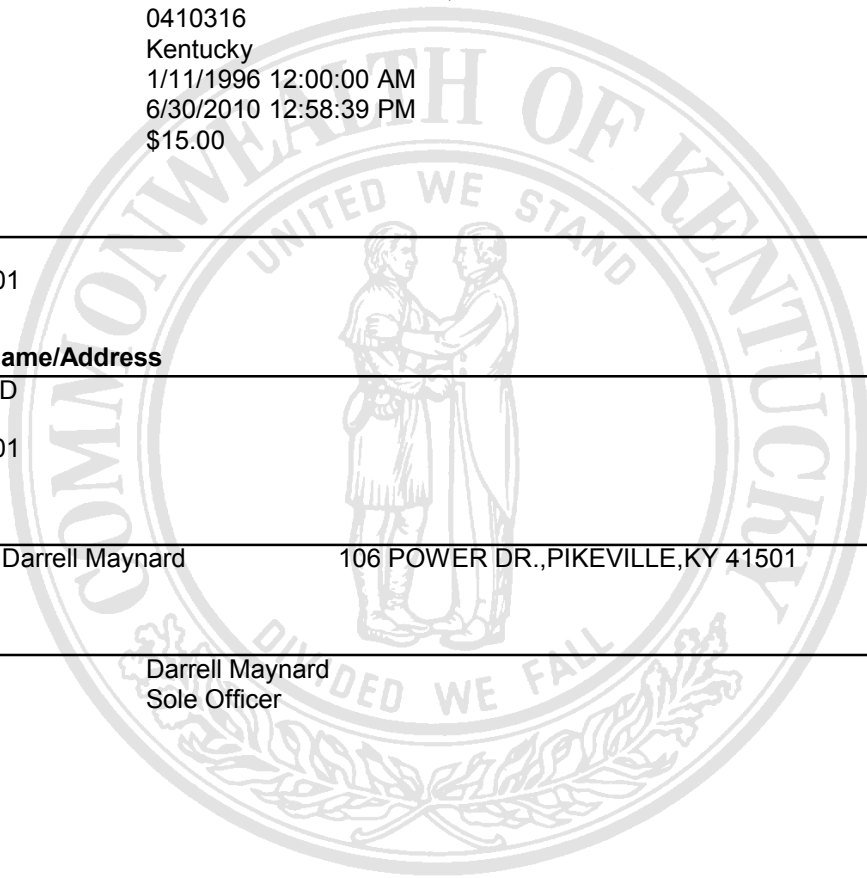 0410316
Kentucky
1/11/1996 12:00:00 AM
6/30/2010 12:58:39 PM
$15.00
COMMONWEALTH OF KENTUCKY
UNITED WE STAND
01
ame/Address
D
01
Darrell Maynard 106 POWER DR.,PIKEVILLE,KY 41501
DIVIDED WE FALL
Darrell Maynard
Sole Officer